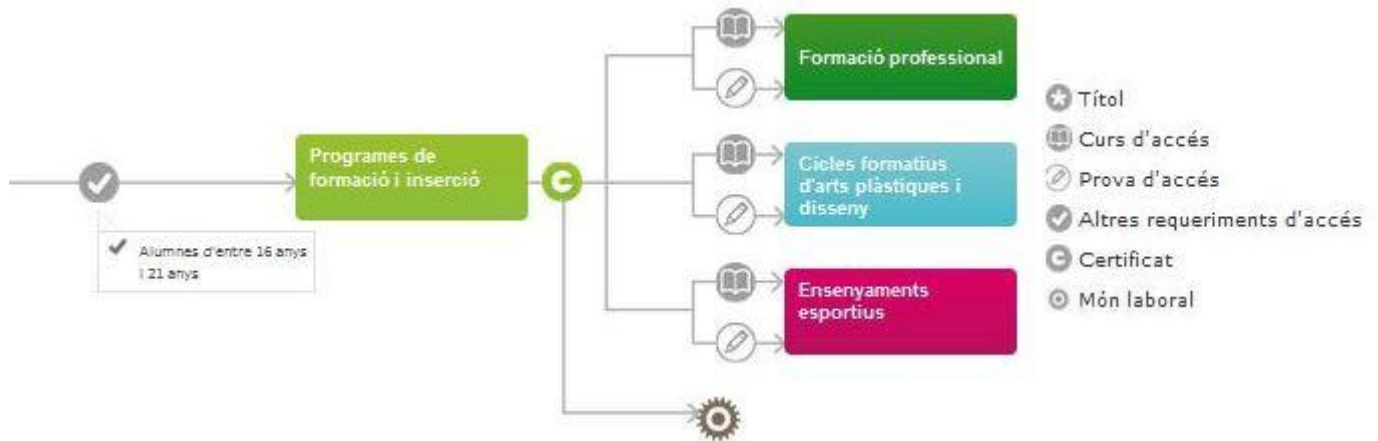 Formació professional
Títol
Curs d'accés
Programes de
formació i inserció
Cicles formatius
d'arts plàstiques i
disseny
Prova d'accés
Altres requeriments d'accés
Alumnes d'entre 16 anys
i 21 anys
C
Certificat
Ensenyaments
esportius
Món laboral